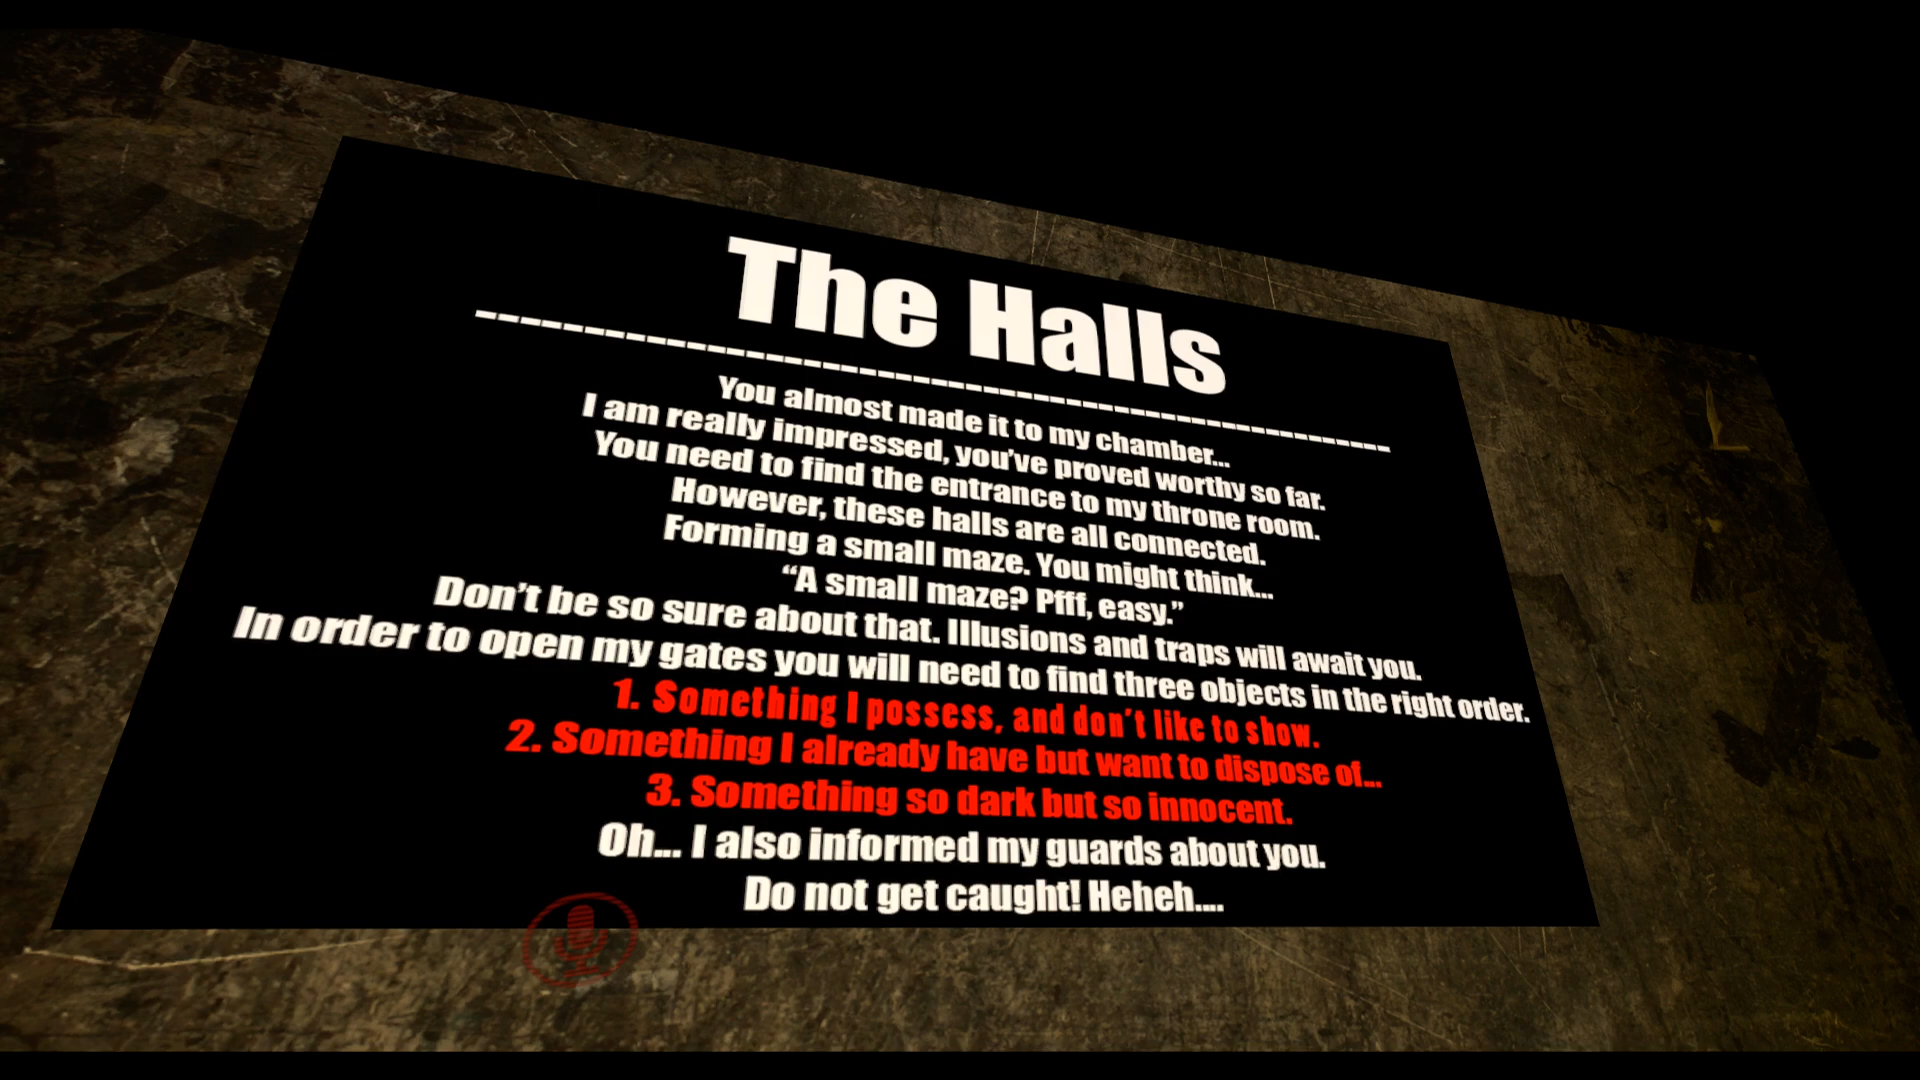 The Halls
------------------------------------------
You almost made it to my chamber...
I am really impressed, you've proved worthy so far.
You need to find the entrance to my throne room.
However, these halls are all connected.
Forming a small maze. You might think...
“A small maze? Pfff, easy.”
Don't be so sure about that. Illusions and traps will await you.
In order to open my gates you will need to find three objects in the right order.
1. Something I possess, and don't like to show.
2. Something I already have but want to dispose of...
3. Something so dark but so innocent.
Oh... I also informed my guards about you.
Do not get caught! Heheh....